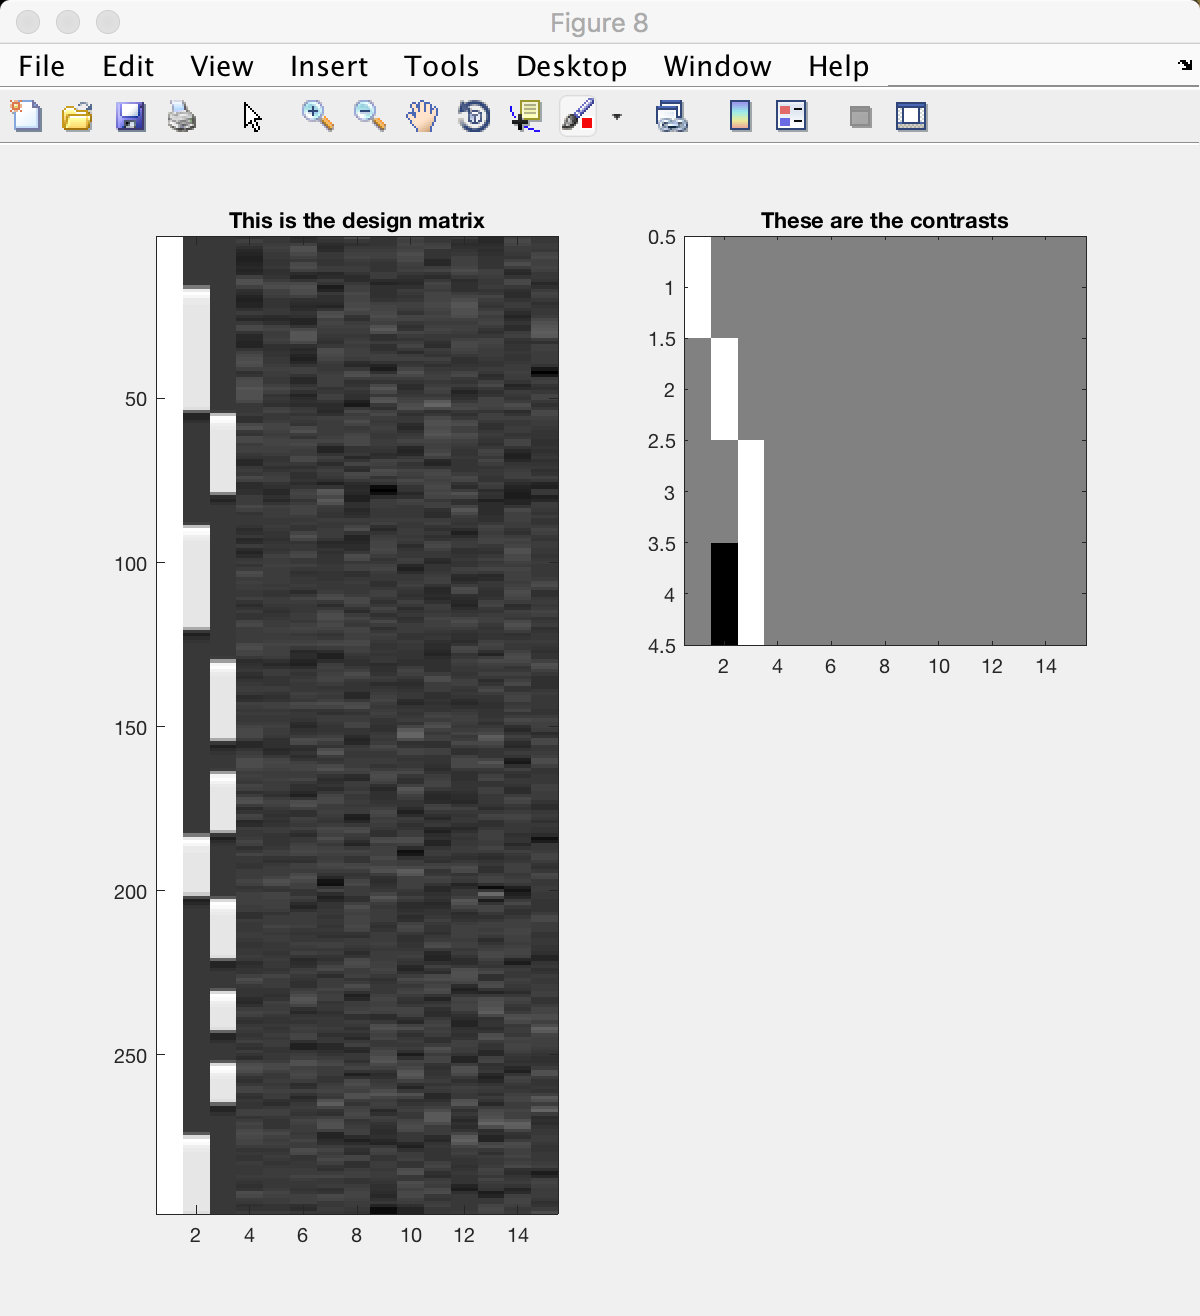 Figure 8
File Edit View Insert Tools Desktop Window Help
This is the design matrix
50
100
150
200
250
2 4 6 8 10 12 14
These are the contrasts
0.5
1
1.5
2
2.5
3
3.5
4
4.5
2 4 6 8 10 12 14